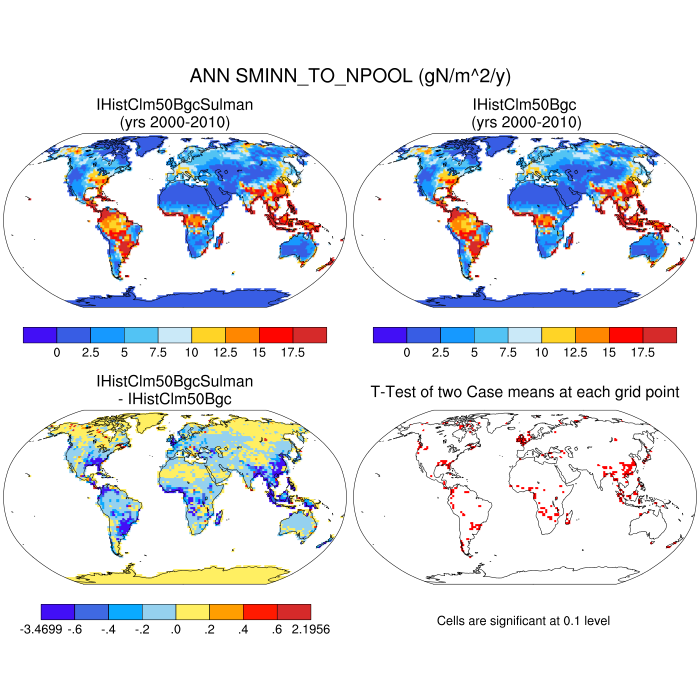 ANN SMINN_TO_NPOOL (gN/m^2/y)
IHistClm50BgcSulman
(yrs 2000-2010)
IHistClm50Bgc
(yrs 2000-2010)
0 2.5 5 7.5 10 12.5 15 17.5
0 2.5 5 7.5 10 12.5 15 17.5
IHistClm50BgcSulman
- IHistClm50Bgc
T-Test of two Case means at each grid point
-3.4699 -.6 -.4 -.2 .0 .2 .4 .6 2.1956
Cells are significant at 0.1 level